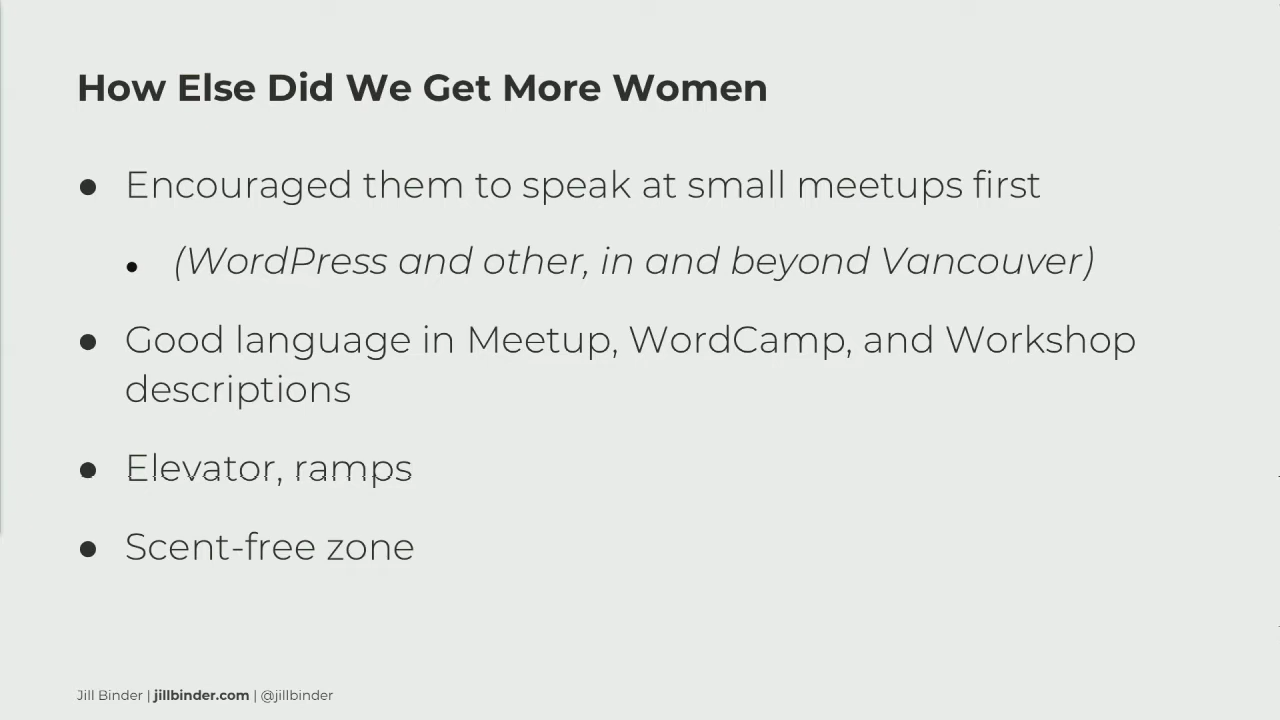 How Else Did We Get More Women
● Encouraged them to speak at small meetups first
• (WordPress and other, in and beyond Vancouver)
● Good language in Meetup, WordCamp, and Workshop
descriptions
● Elevator, ramps
● Scent-free zone
Jill Binder | jillbinder.com | @jillbinder